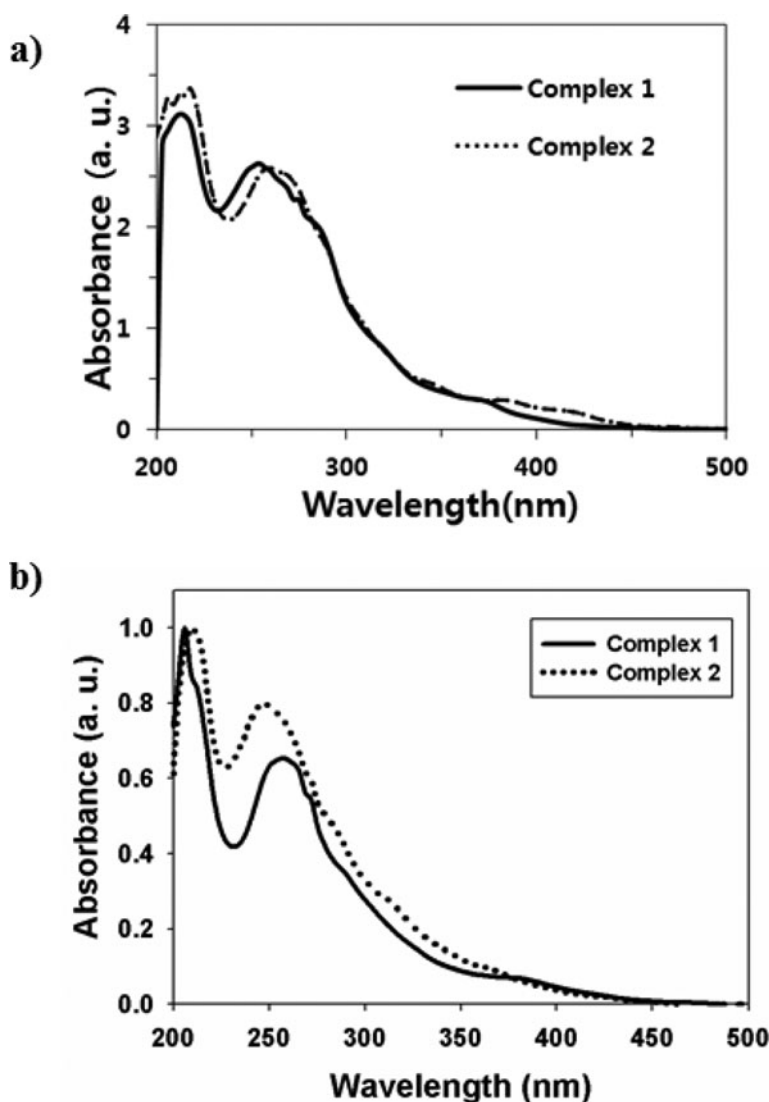 a)
4
3
2
1
0
Absorbance (a. u.)
Complex 1
Complex 2
200 300 400 500
Wavelength(nm)
b)
1.0
0.8
0.6
0.4
0.2
0.0
Absorbance (a. u.)
Complex 1
Complex 2
200 250 300 350 400 450 500
Wavelength (nm)